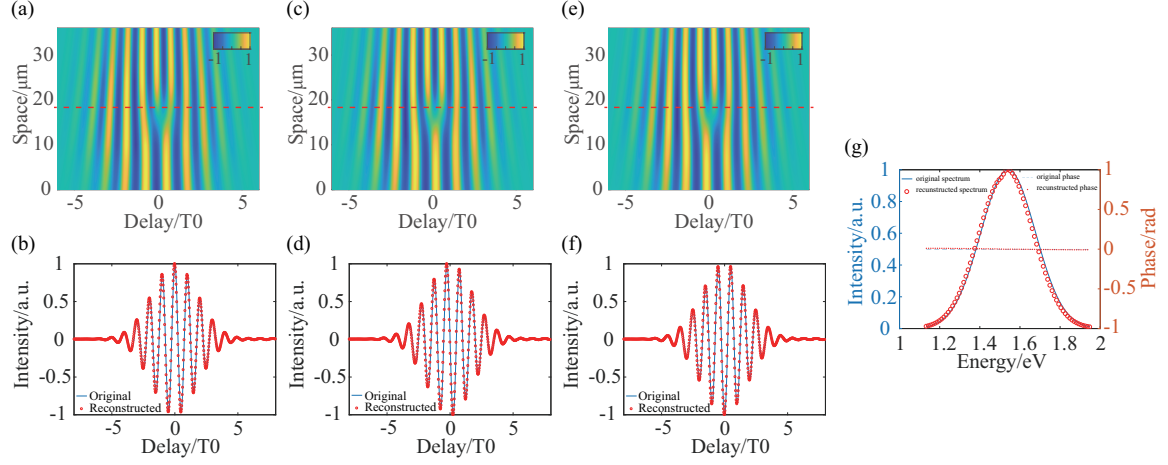 (a)
Space/μm
30
20
10
0
-1 1
-5 0 5
Delay/T0
(c)
Space/μm
30
20
10
0
-1 1
-5 0 5
Delay/T0
(e)
Space/μm
30
20
10
0
-1 1
-5 0 5
Delay/T0
(b)
Intensity/a.u.
1
0.5
0
-0.5
-1
Original
Reconstructed
-5 0 5
Delay/T0
(d)
Intensity/a.u.
1
0.5
0
-0.5
-1
Original
Reconstructed
-5 0 5
Delay/T0
(f)
Intensity/a.u.
1
0.5
0
-0.5
-1
Original
Reconstructed
-5 0 5
Delay/T0
(g)
Intensity/a.u.
1
0.8
0.6
0.4
0.2
0
original spectrum
reconstructed spectrum
original phase
reconstructed phase
1
0.5
0
-0.5
-1
Phase/rad
1 1.2 1.4 1.6 1.8 2
Energy/eV